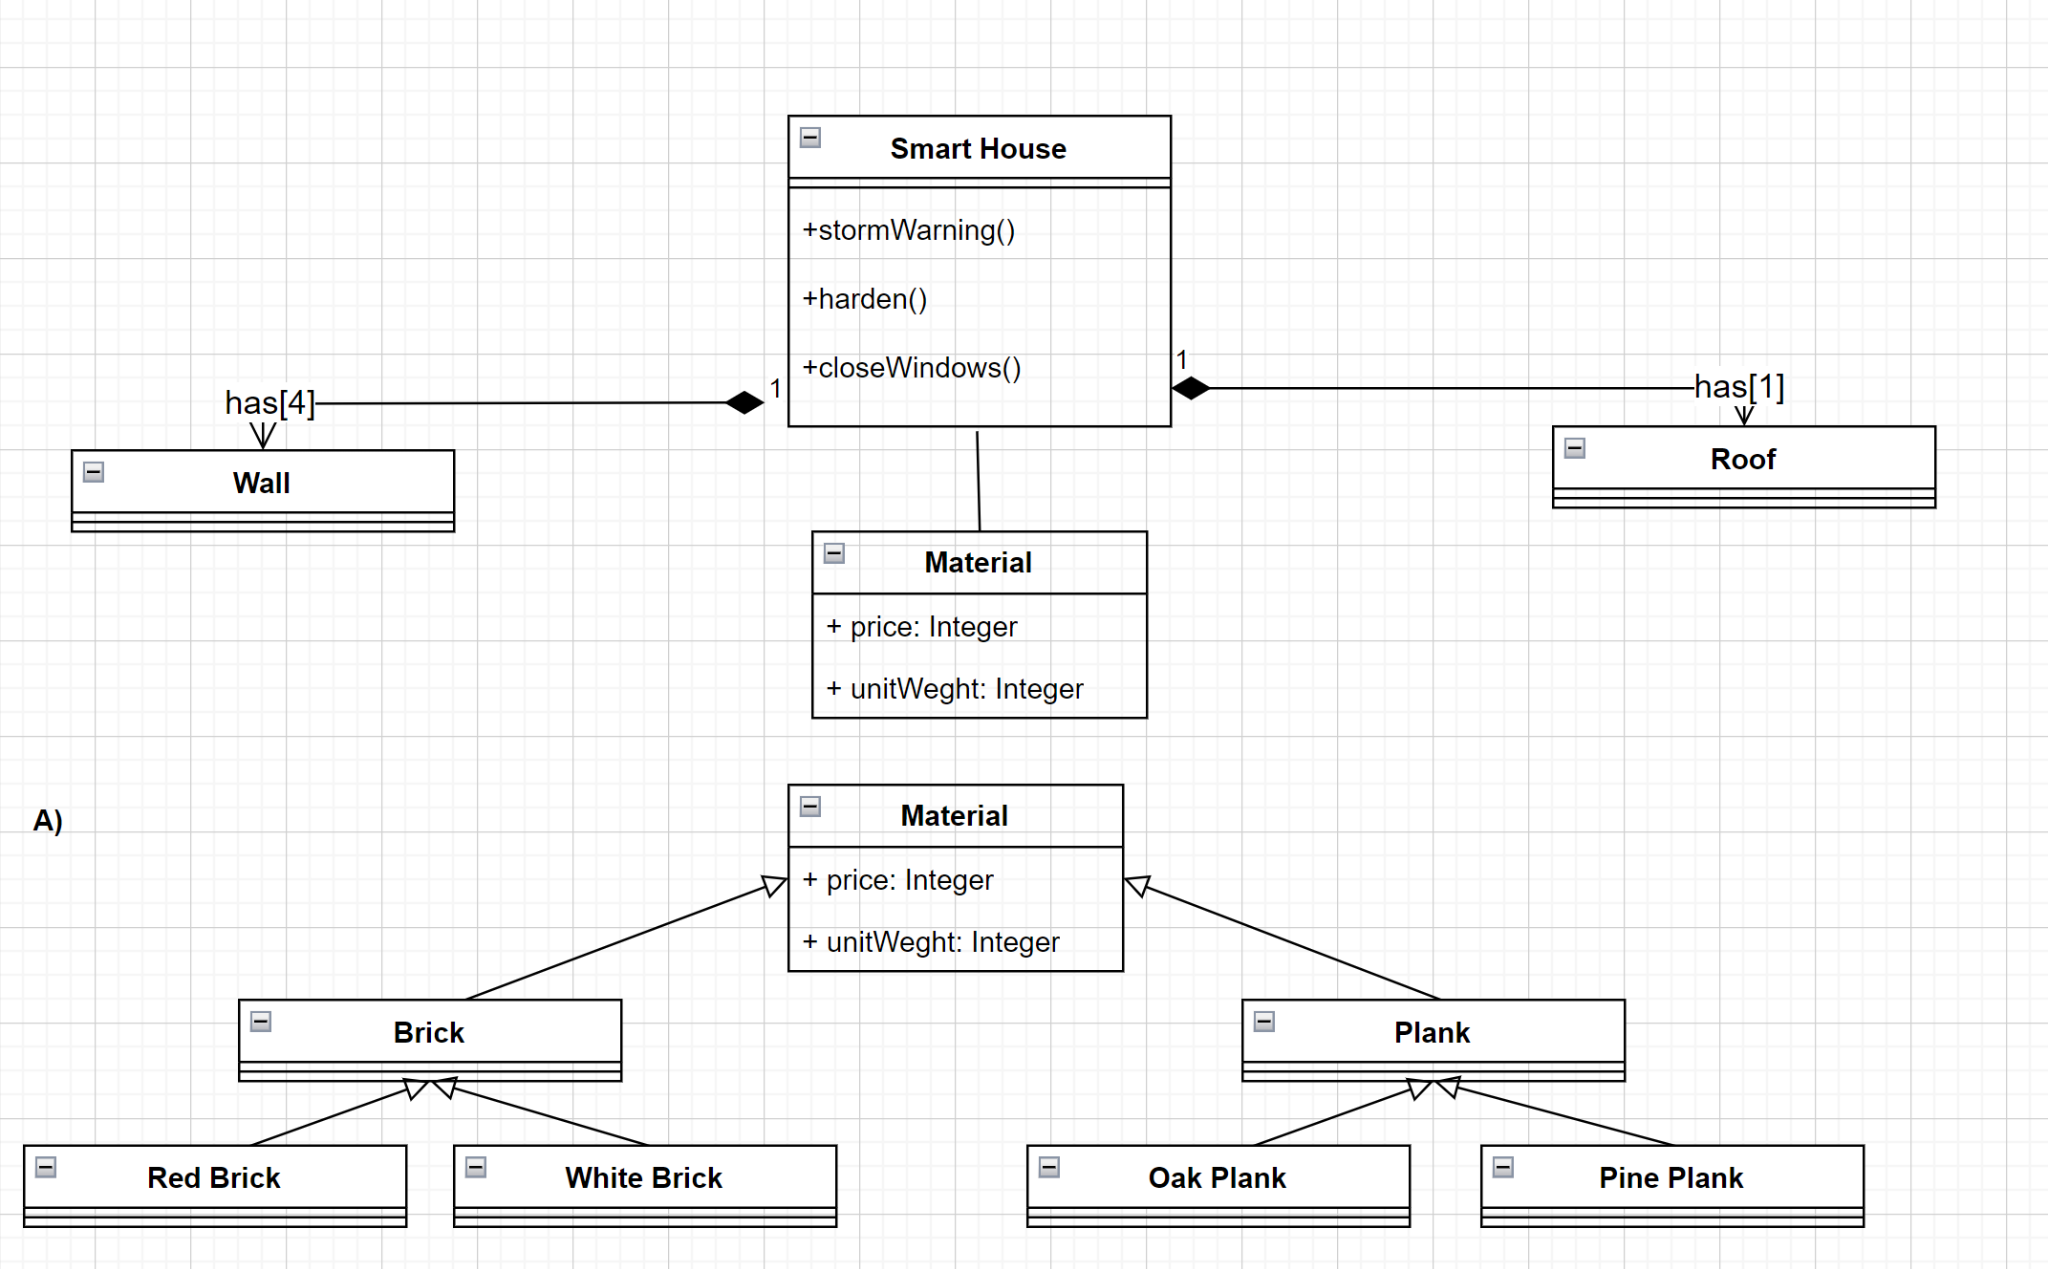 Smart House
+stormWarning()
+harden()
+closeWindows()
1
1
has[4]
has[1]
Wall
Roof
Material
+ price: Integer
+ unitWeght: Integer
A)
Material
+ price: Integer
+ unitWeght: Integer
Brick
Plank
Red Brick
White Brick
Oak Plank
Pine Plank